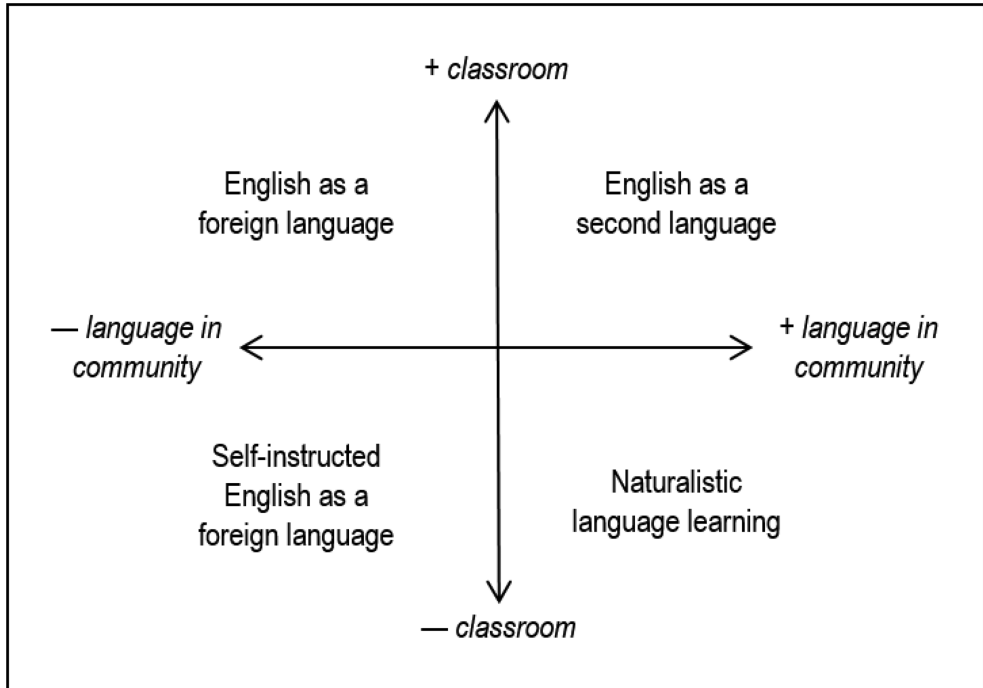 + classroom
English as a
foreign language
English as a
second language
— language in
community
+ language in
community
Self-instructed
English as a
foreign language
Naturalistic
language learning
— classroom